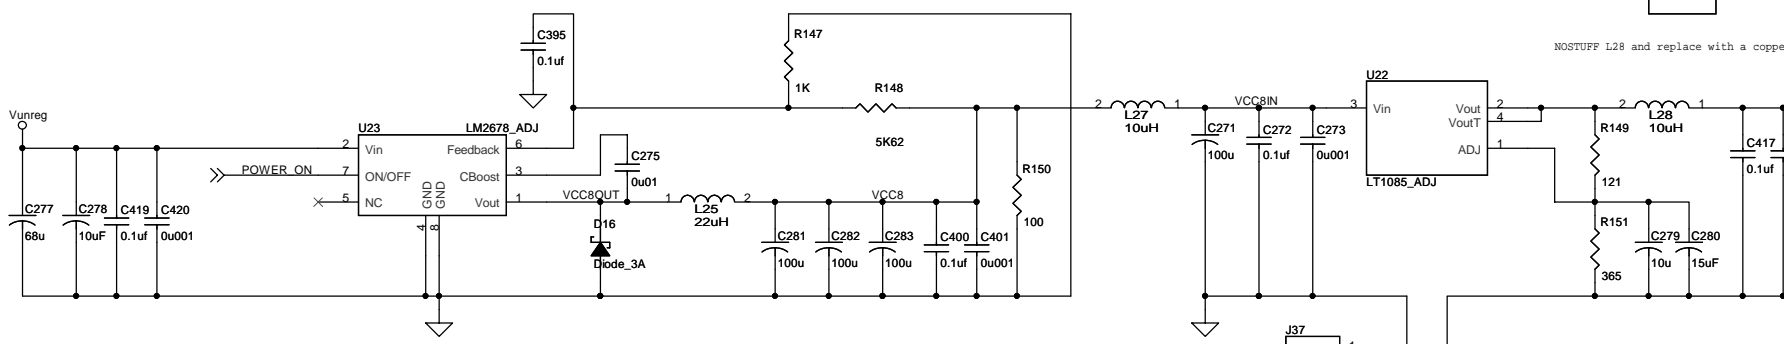 NOSTUFF L28 and replace with a coppe
Vunreg
C277
68u
C278
10uF
C419
0.1uf
C420
0u001
POWER_ON
U23
LM2678_ADJ
2
Vin
7
ON/OFF
5
NC
GND
GND
4
8
Feedback
6
CBoost
3
Vout
1
C395
0.1uf
C275
0u01
VCC8OUT
D16
Diode_3A
1
L25
22uH
2
R147
1K
R148
5K62
VCC8
C281
100u
C282
100u
C283
100u
C400
0.1uf
C401
0u001
R150
100
2
L27
10uH
1
VCC8IN
C271
100u
C272
0.1uf
C273
0u001
U22
LT1085_ADJ
3
Vin
Vout
2
VoutT
4
ADJ
1
2
L28
10uH
1
R149
121
R151
365
C279
10u
C280
15uF
C417
0.1uf
J37
1